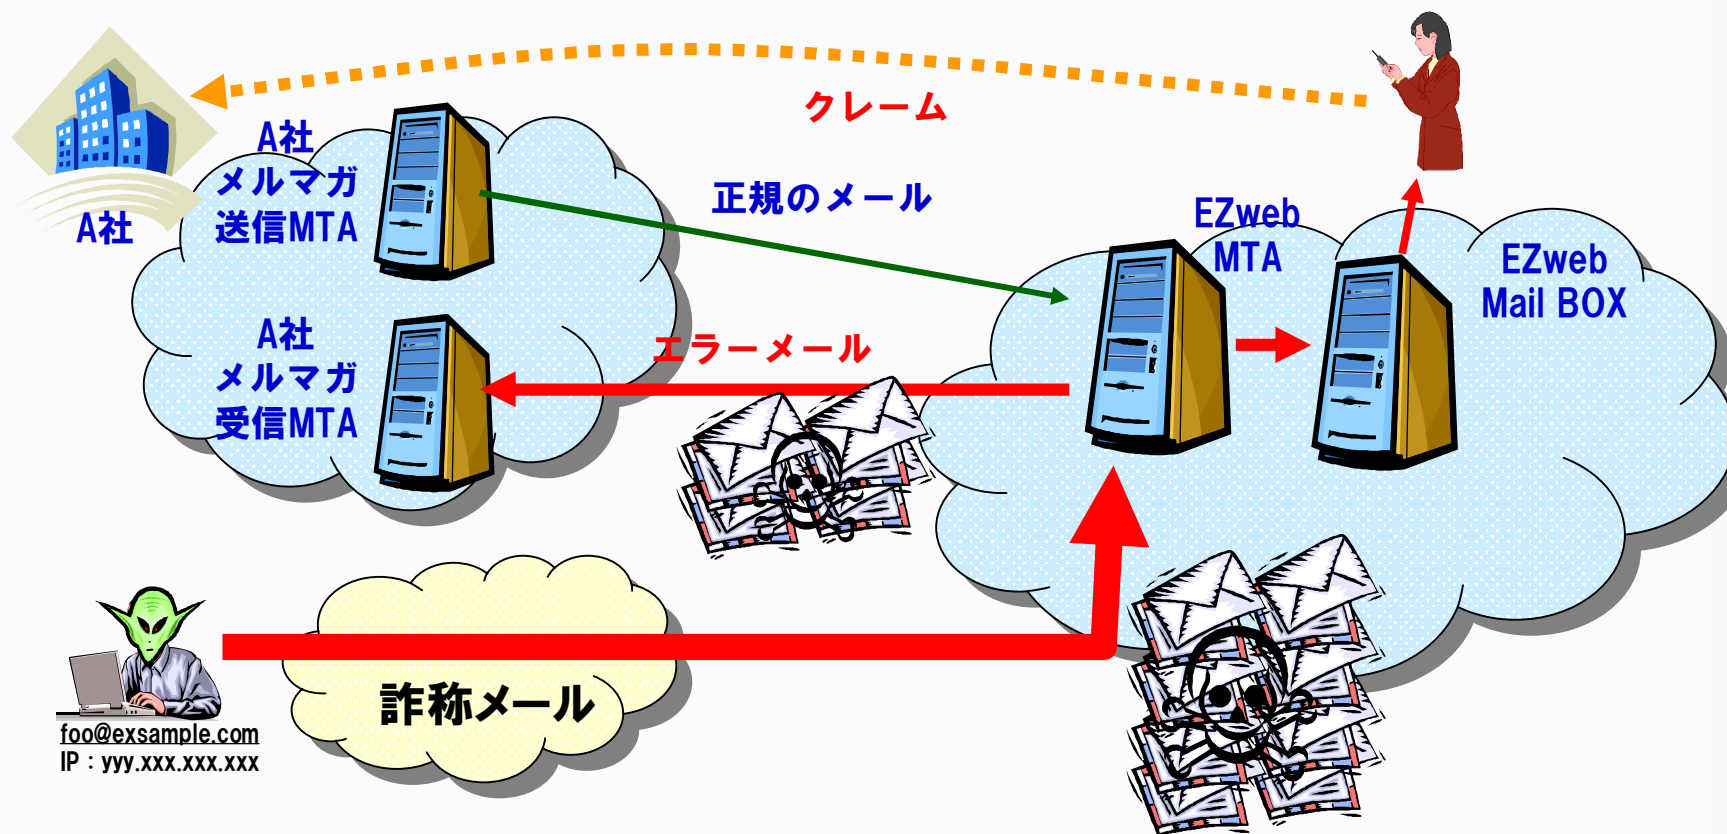 クレーム
A社
メルマガ
送信MTA
A社
正規のメール
EZweb
MTA
EZweb
Mail BOX
A社
メルマガ
受信MTA
エラーメール
詐称メール
foo@exsample.com
IP：yyy.xxx.xxx.xxx